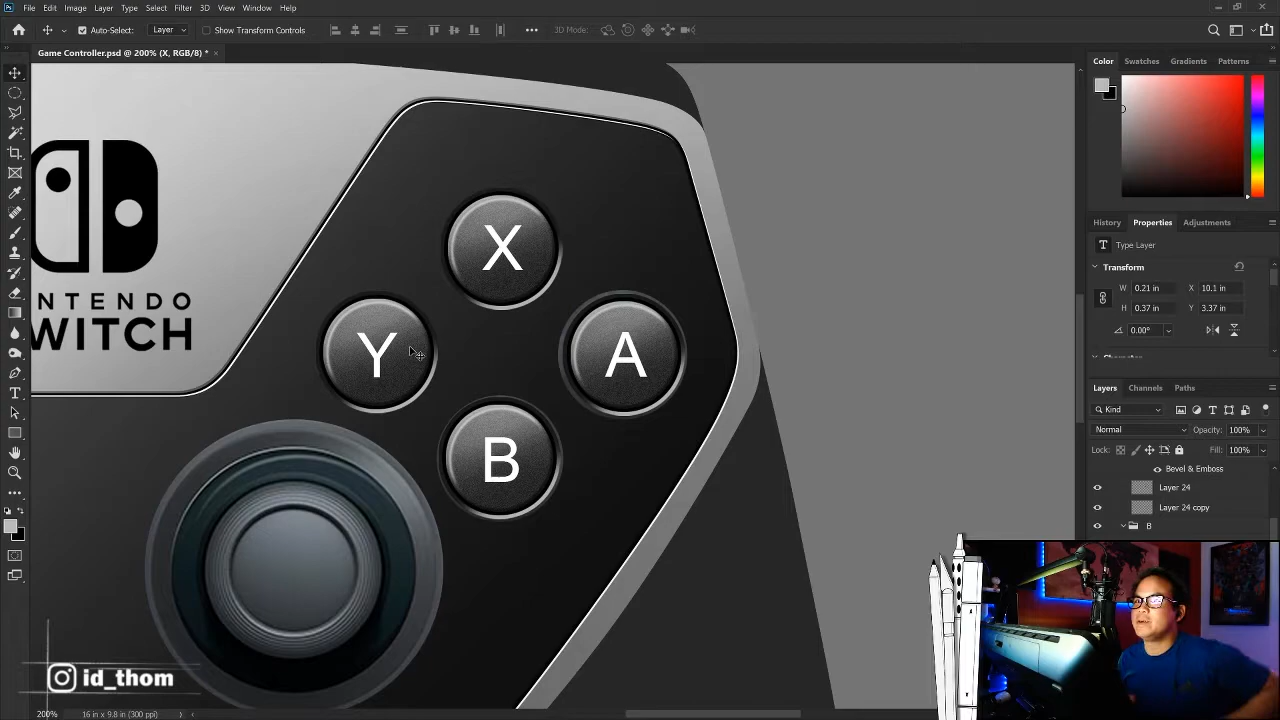 File Edit Image Layer Type Select Filter 3D View Plugins Window Help
Auto-Select: Layer Show Transform Controls 3D Mode:
Game Controller.psd @ 200% (X, RGB/8) *
Color Swatches Gradients Patterns
History Properties Adjustments
Type Layer
Transform
W 0.21 in X 10.1 in
H 0.37 in Y 3.37 in
0.00°
Layers Channels Paths
Kind
Normal Opacity: 100%
Lock: Fill: 100%
Bevel & Emboss
Layer 24
Layer 24 copy
B
X
Y
A
B
NTENDO
WITCH
id_thom
200% 16 in x 9.8 in (300 ppi)